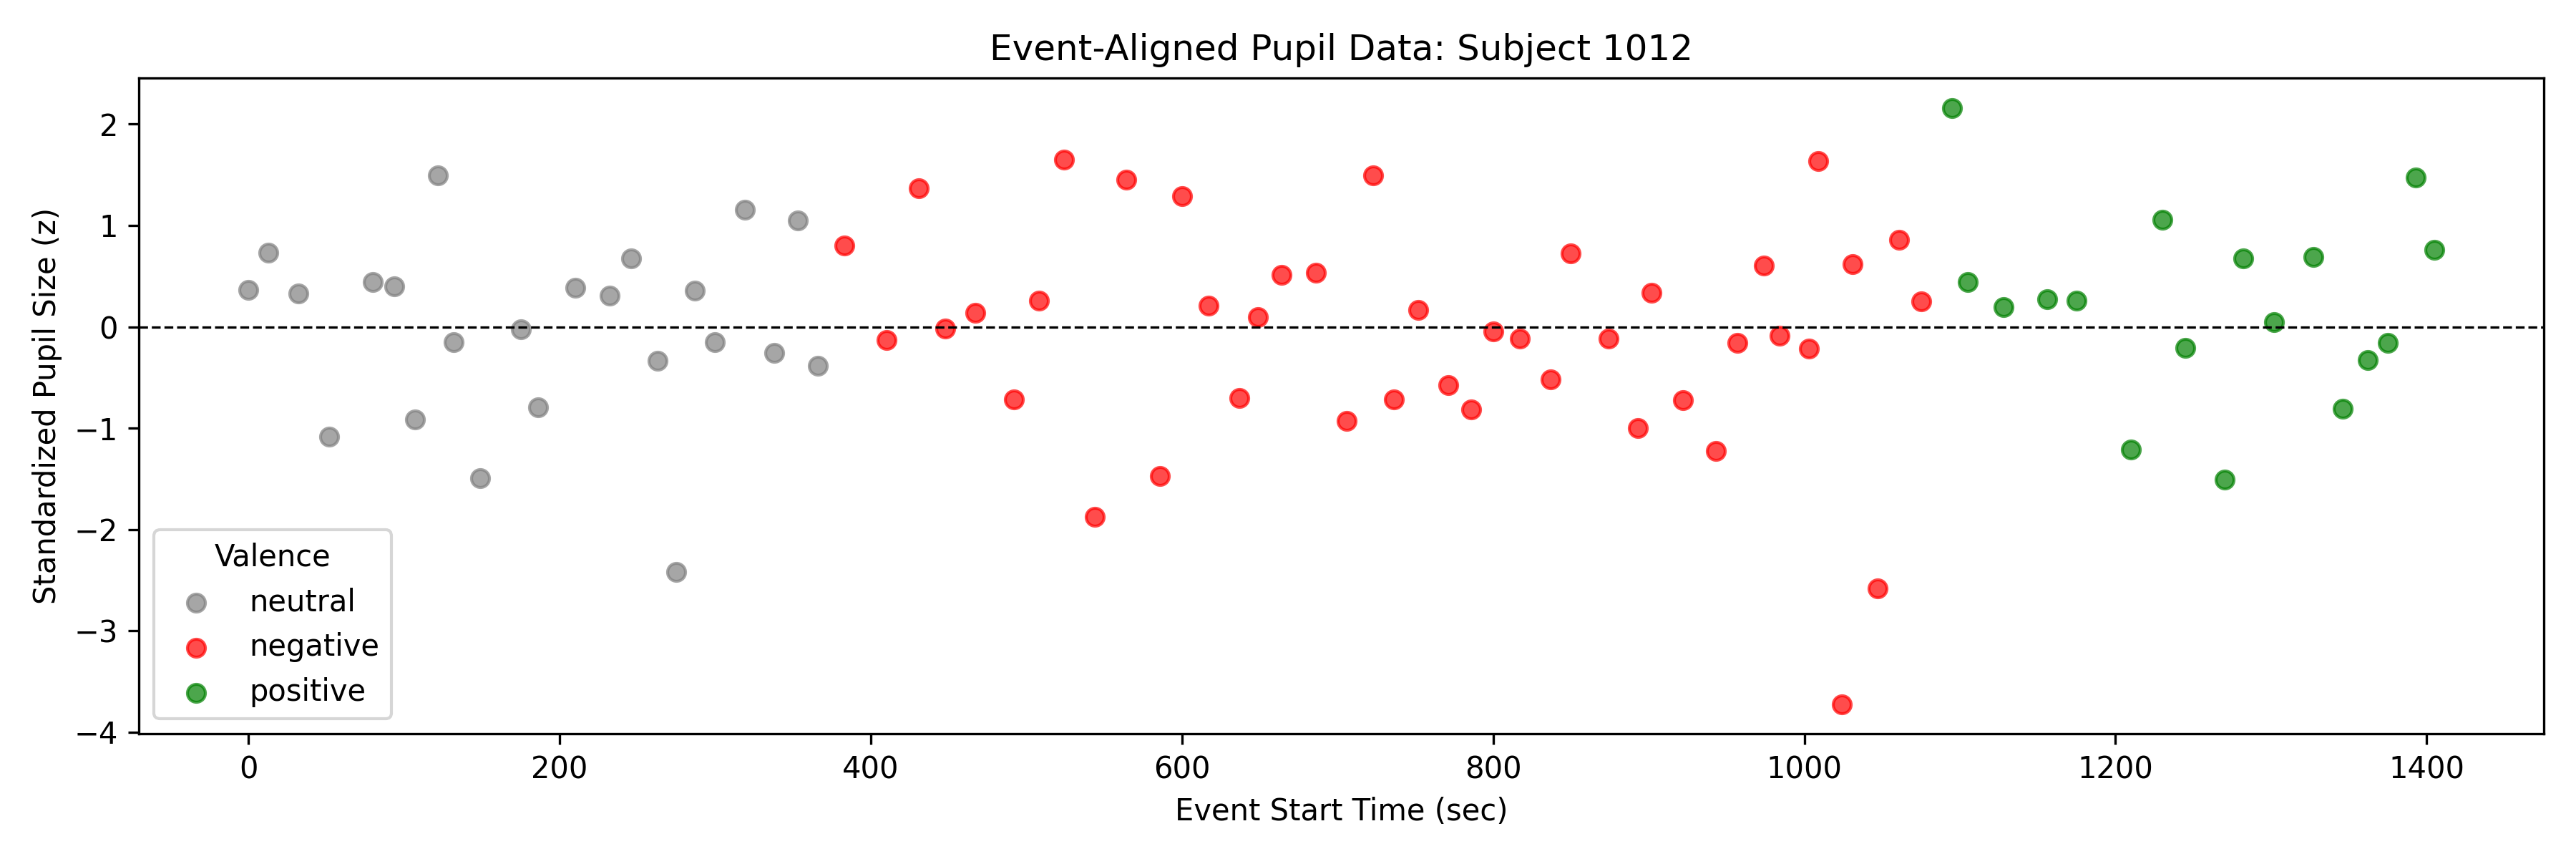 Event-Aligned Pupil Data: Subject 1012
Standardized Pupil Size (z)
2
1
0
−1
−2
−3
−4
Valence
neutral
negative
positive
0 200 400 600 800 1000 1200 1400
Event Start Time (sec)